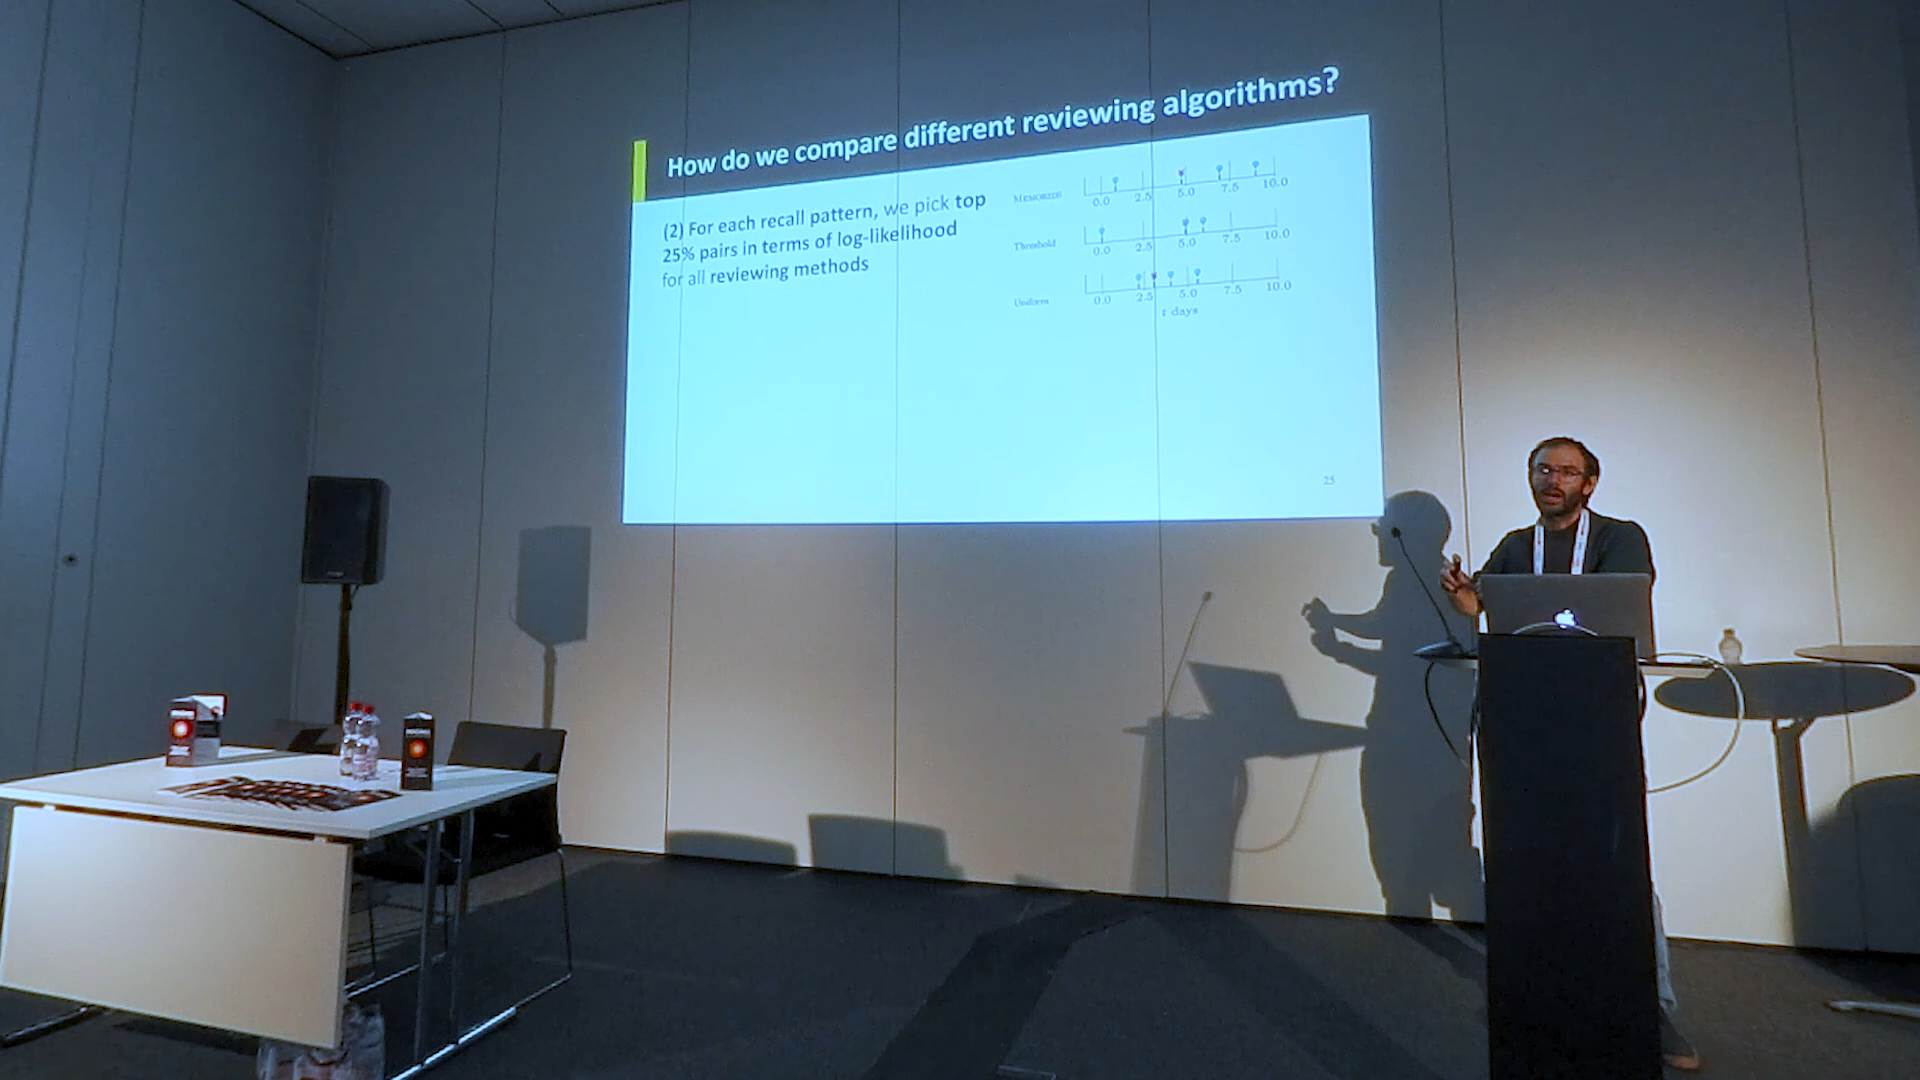 How do we compare different reviewing algorithms?
(2) For each recall pattern, we pick top
25% pairs in terms of log-likelihood
for all reviewing methods
MEMORIZE
0.0 2.5 5.0 7.5 10.0
Threshold
0.0 2.5 5.0 7.5 10.0
Uniform
0.0 2.5 5.0 7.5 10.0
t days
25